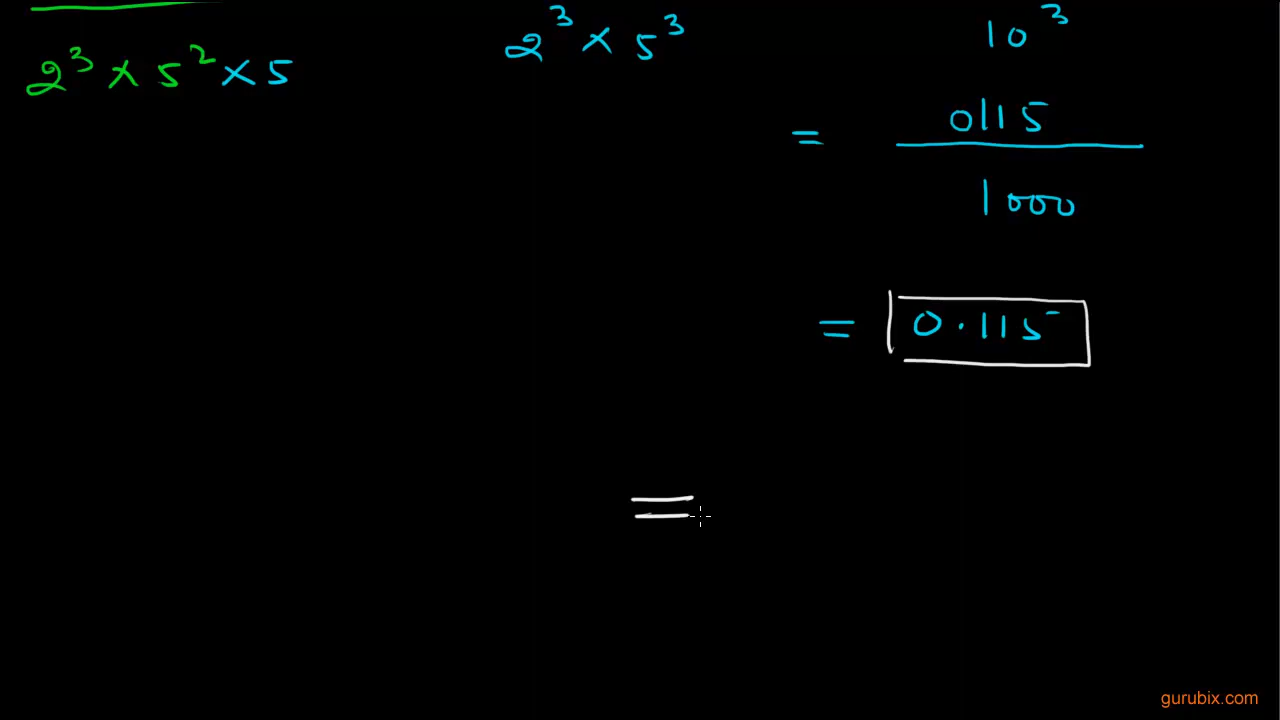 2³ × 5² × 5
2³ × 5³
10³
= 0115
1000
= 0.115
=
gurubix.com